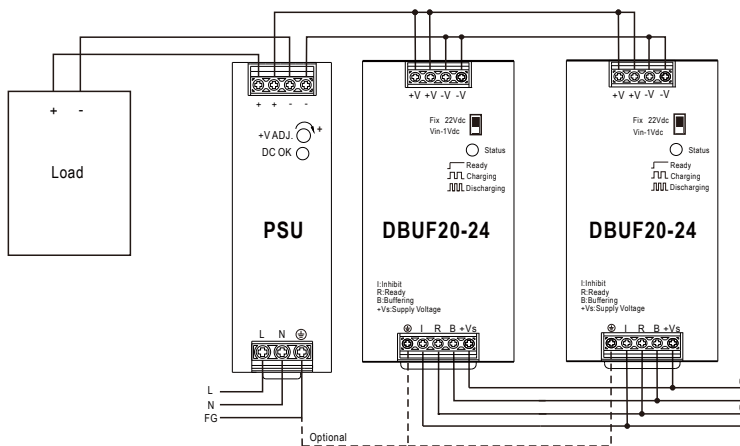 + -
Load
+ + - -
+V ADJ. +
DC OK
PSU
L N
L
N
FG
Optional
+V +V -V -V
Fix 22Vdc
Vin-1Vdc
Status
Ready
Charging
Discharging
DBUF20-24
I:Inhibit
R:Ready
B:Buffering
+Vs:Supply Voltage
I R B +Vs
+V +V -V -V
Fix 22Vdc
Vin-1Vdc
Status
Ready
Charging
Discharging
DBUF20-24
I:Inhibit
R:Ready
B:Buffering
+Vs:Supply Voltage
I R B +Vs